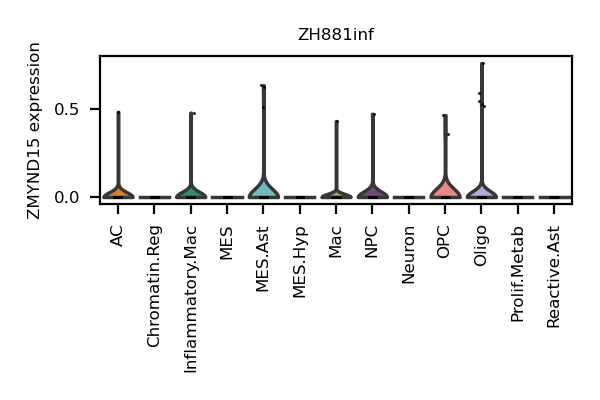 ZH881inf
ZMYND15 expression
0.5
0.0
AC
Chromatin.Reg
Inflammatory.Mac
MES
MES.Ast
MES.Hyp
Mac
NPC
Neuron
OPC
Oligo
Prolif.Metab
Reactive.Ast